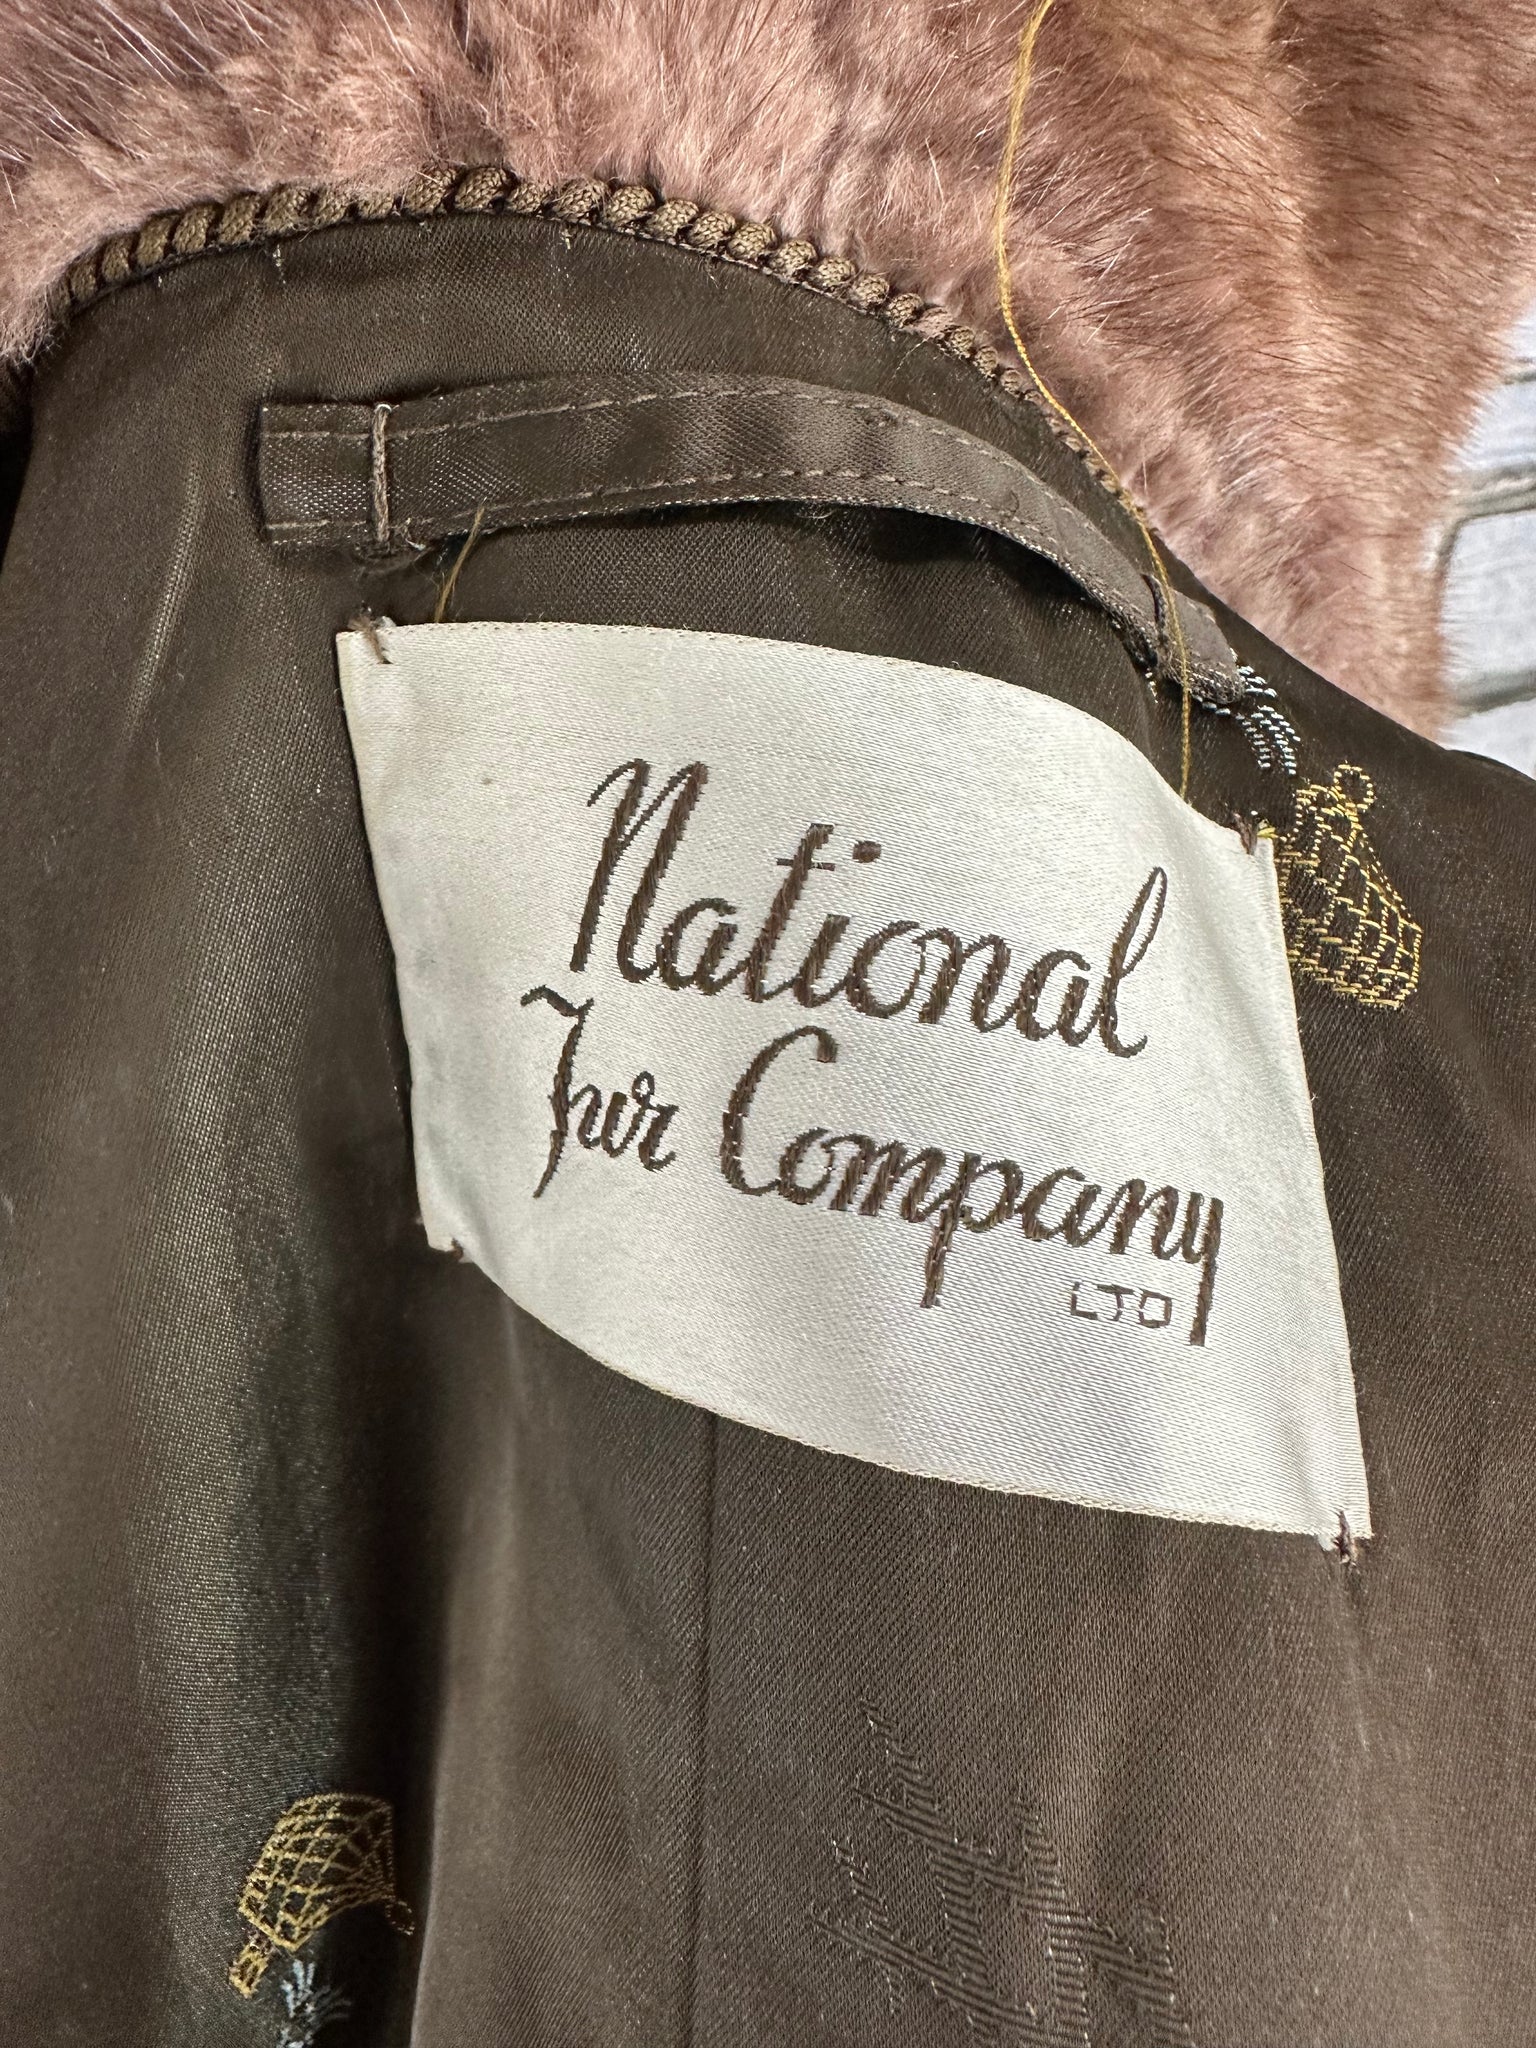 National
Fur Company
LTD